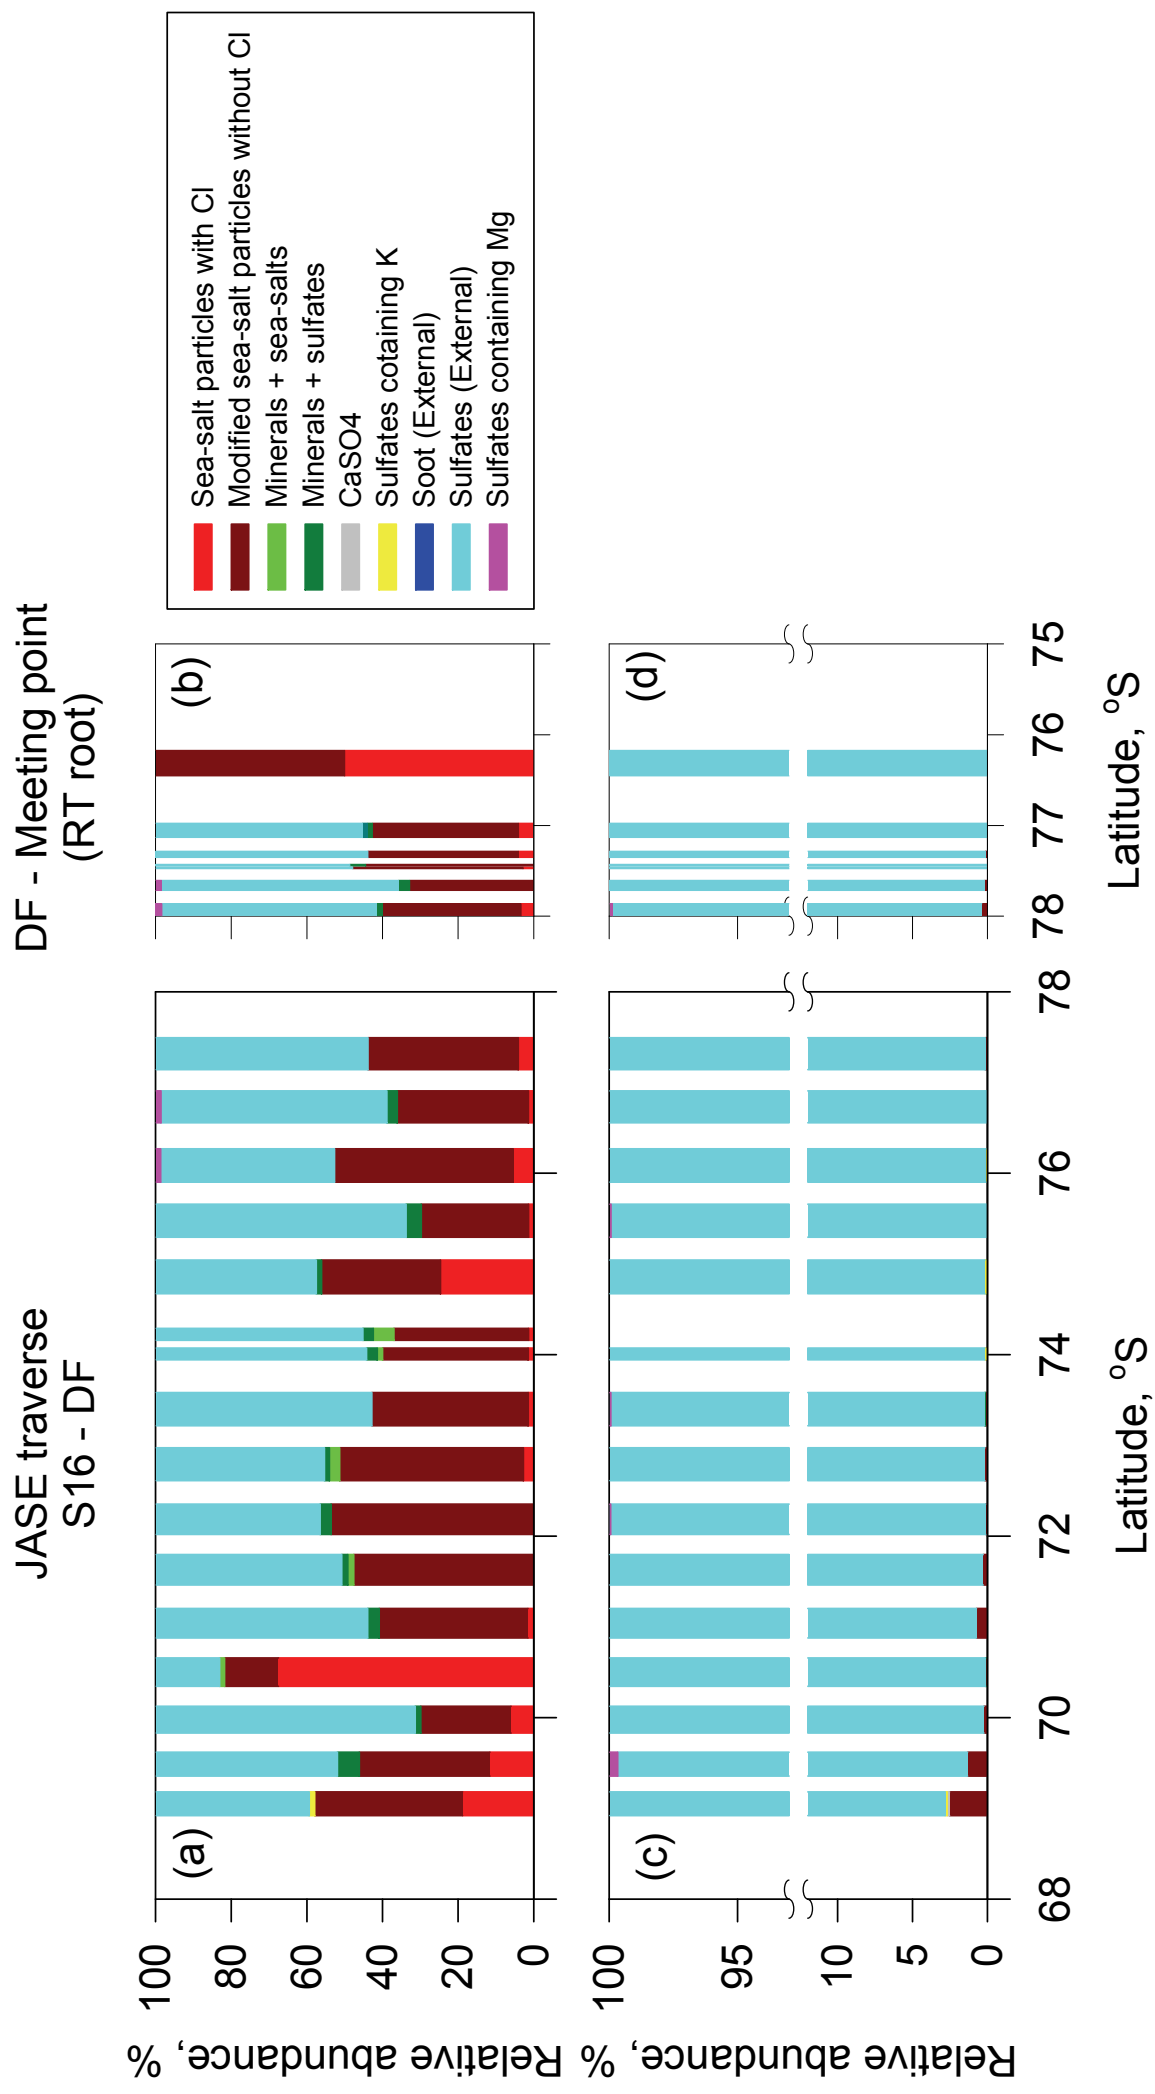 JASE traverse
S16 - DF
DF - Meeting point
(RT root)
Relative abundance, %
100
80
60
40
20
0
(a)
(b)
Sea-salt particles with Cl
Modified sea-salt particles without Cl
Minerals + sea-salts
Minerals + sulfates
CaSO4
Sulfates cotaining K
Soot (External)
Sulfates (External)
Sulfates containing Mg
Relative abundance, %
100
95
10
5
0
(c)
(d)
68 70 72 74 76 78
78 77 76 75
Latitude, °S
Latitude, °S